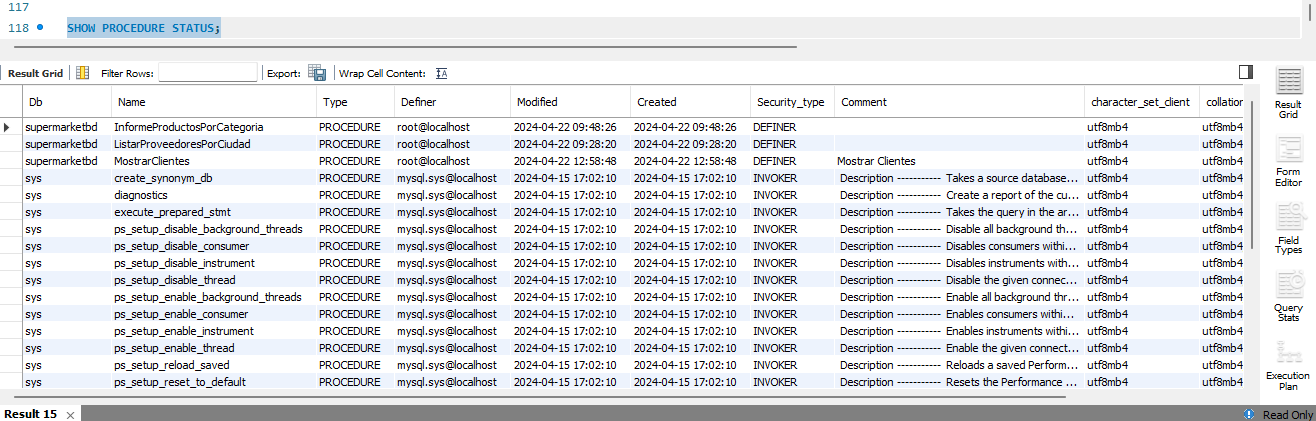 117
118 SHOW PROCEDURE STATUS;
Result Grid Filter Rows: Export: Wrap Cell Content:
Db Name Type Definer Modified Created Security_type Comment character_set_client collation
supermarketbd InformeProductosPorCategoria PROCEDURE root@localhost 2024-04-22 09:48:26 2024-04-22 09:48:26 DEFINER utf8mb4 utf8mb4
supermarketbd ListarProveedoresPorCiudad PROCEDURE root@localhost 2024-04-22 09:28:20 2024-04-22 09:28:20 DEFINER utf8mb4 utf8mb4
supermarketbd MostrarClientes PROCEDURE root@localhost 2024-04-22 12:58:48 2024-04-22 12:58:48 DEFINER Mostrar Clientes utf8mb4 utf8mb4
sys create_synonym_db PROCEDURE mysql.sys@localhost 2024-04-15 17:02:10 2024-04-15 17:02:10 INVOKER Description ----------- Takes a source database... utf8mb4 utf8mb4
sys diagnostics PROCEDURE mysql.sys@localhost 2024-04-15 17:02:10 2024-04-15 17:02:10 INVOKER Description ----------- Create a report of the cu... utf8mb4 utf8mb4
sys execute_prepared_stmt PROCEDURE mysql.sys@localhost 2024-04-15 17:02:10 2024-04-15 17:02:10 INVOKER Description ----------- Takes the query in the ar... utf8mb4 utf8mb4
sys ps_setup_disable_background_threads PROCEDURE mysql.sys@localhost 2024-04-15 17:02:10 2024-04-15 17:02:10 INVOKER Description ----------- Disable all background th... utf8mb4 utf8mb4
sys ps_setup_disable_consumer PROCEDURE mysql.sys@localhost 2024-04-15 17:02:10 2024-04-15 17:02:10 INVOKER Description ----------- Disables consumers withi... utf8mb4 utf8mb4
sys ps_setup_disable_instrument PROCEDURE mysql.sys@localhost 2024-04-15 17:02:10 2024-04-15 17:02:10 INVOKER Description ----------- Disables instruments with... utf8mb4 utf8mb4
sys ps_setup_disable_thread PROCEDURE mysql.sys@localhost 2024-04-15 17:02:10 2024-04-15 17:02:10 INVOKER Description ----------- Disable the given connec... utf8mb4 utf8mb4
sys ps_setup_enable_background_threads PROCEDURE mysql.sys@localhost 2024-04-15 17:02:10 2024-04-15 17:02:10 INVOKER Description ----------- Enable all background thr... utf8mb4 utf8mb4
sys ps_setup_enable_consumer PROCEDURE mysql.sys@localhost 2024-04-15 17:02:10 2024-04-15 17:02:10 INVOKER Description ----------- Enables consumers within... utf8mb4 utf8mb4
sys ps_setup_enable_instrument PROCEDURE mysql.sys@localhost 2024-04-15 17:02:10 2024-04-15 17:02:10 INVOKER Description ----------- Enables instruments withi... utf8mb4 utf8mb4
sys ps_setup_enable_thread PROCEDURE mysql.sys@localhost 2024-04-15 17:02:10 2024-04-15 17:02:10 INVOKER Description ----------- Enable the given connect... utf8mb4 utf8mb4
sys ps_setup_reload_saved PROCEDURE mysql.sys@localhost 2024-04-15 17:02:10 2024-04-15 17:02:10 INVOKER Description ----------- Reloads a saved Perform... utf8mb4 utf8mb4
sys ps_setup_reset_to_default PROCEDURE mysql.sys@localhost 2024-04-15 17:02:10 2024-04-15 17:02:10 INVOKER Description ----------- Resets the Performance ... utf8mb4 utf8mb4
Result
Grid
Form
Editor
Field
Types
Query
Stats
Execution
Plan
Result 15 Read Only